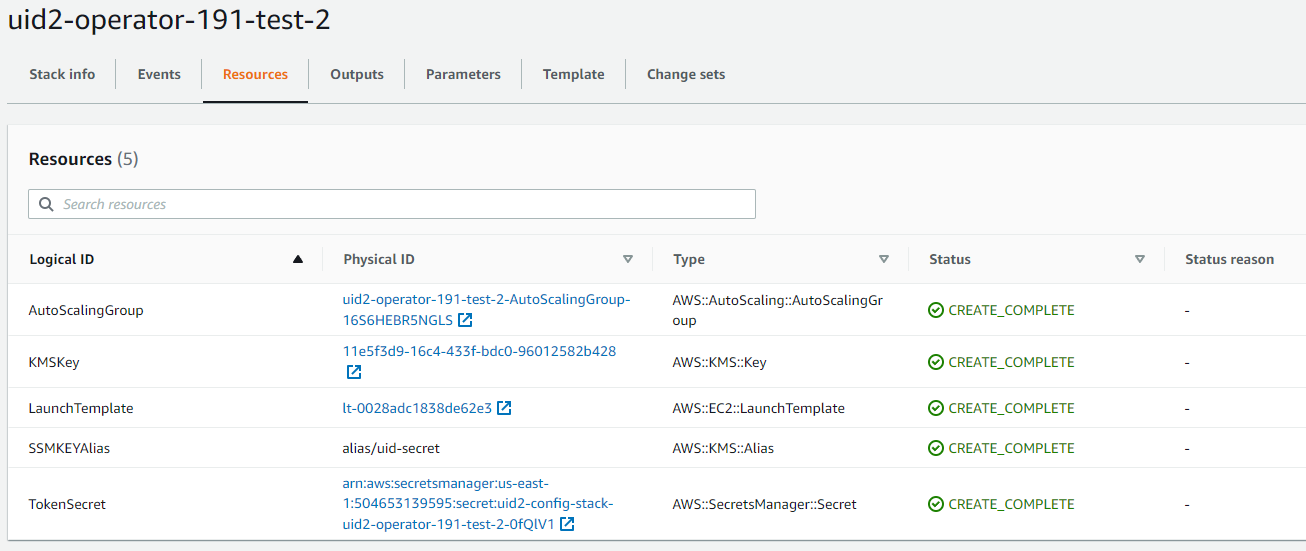 uid2-operator-191-test-2
Stack info Events Resources Outputs Parameters Template Change sets
Resources (5)
Search resources
Logical ID Physical ID Type Status Status reason
AutoScalingGroup uid2-operator-191-test-2-AutoScalingGroup- AWS::AutoScaling::AutoScalingGr CREATE_COMPLETE -
16S6HEBR5NGLS oup
KMSKey 11e5f3d9-16c4-433f-bdc0-96012582b428 AWS::KMS::Key CREATE_COMPLETE -
LaunchTemplate lt-0028adc1838de62e3 AWS::EC2::LaunchTemplate CREATE_COMPLETE -
SSMKEYAlias alias/uid-secret AWS::KMS::Alias CREATE_COMPLETE -
arn:aws:secretsmanager:us-east-
TokenSecret 1:504653139595:secret:uid2-config-stack- AWS::SecretsManager::Secret CREATE_COMPLETE -
uid2-operator-191-test-2-0fQlV1